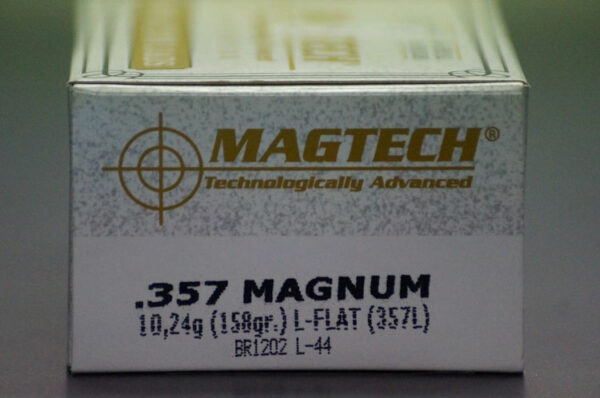 MAGTECH®
Technologically Advanced
.357 MAGNUM
10,24g (158gr.) L-FLAT (357L)
BR1202 L-44